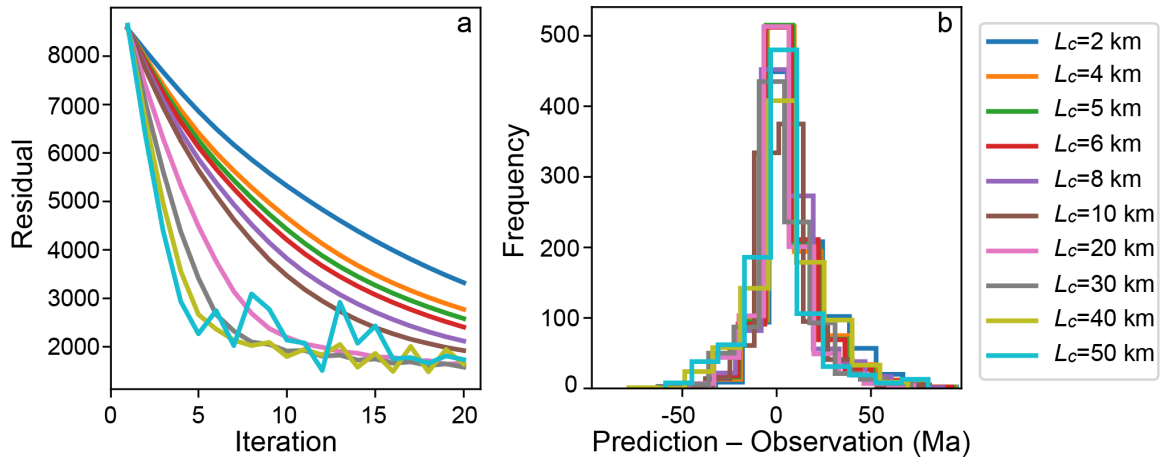 a
8000
7000
6000
5000
4000
3000
2000
Residual
0
5
10
15
20
Iteration
b
500
400
300
200
100
0
Frequency
-50
0
50
Prediction – Observation (Ma)
Lc=2 km
Lc=4 km
Lc=5 km
Lc=6 km
Lc=8 km
Lc=10 km
Lc=20 km
Lc=30 km
Lc=40 km
Lc=50 km